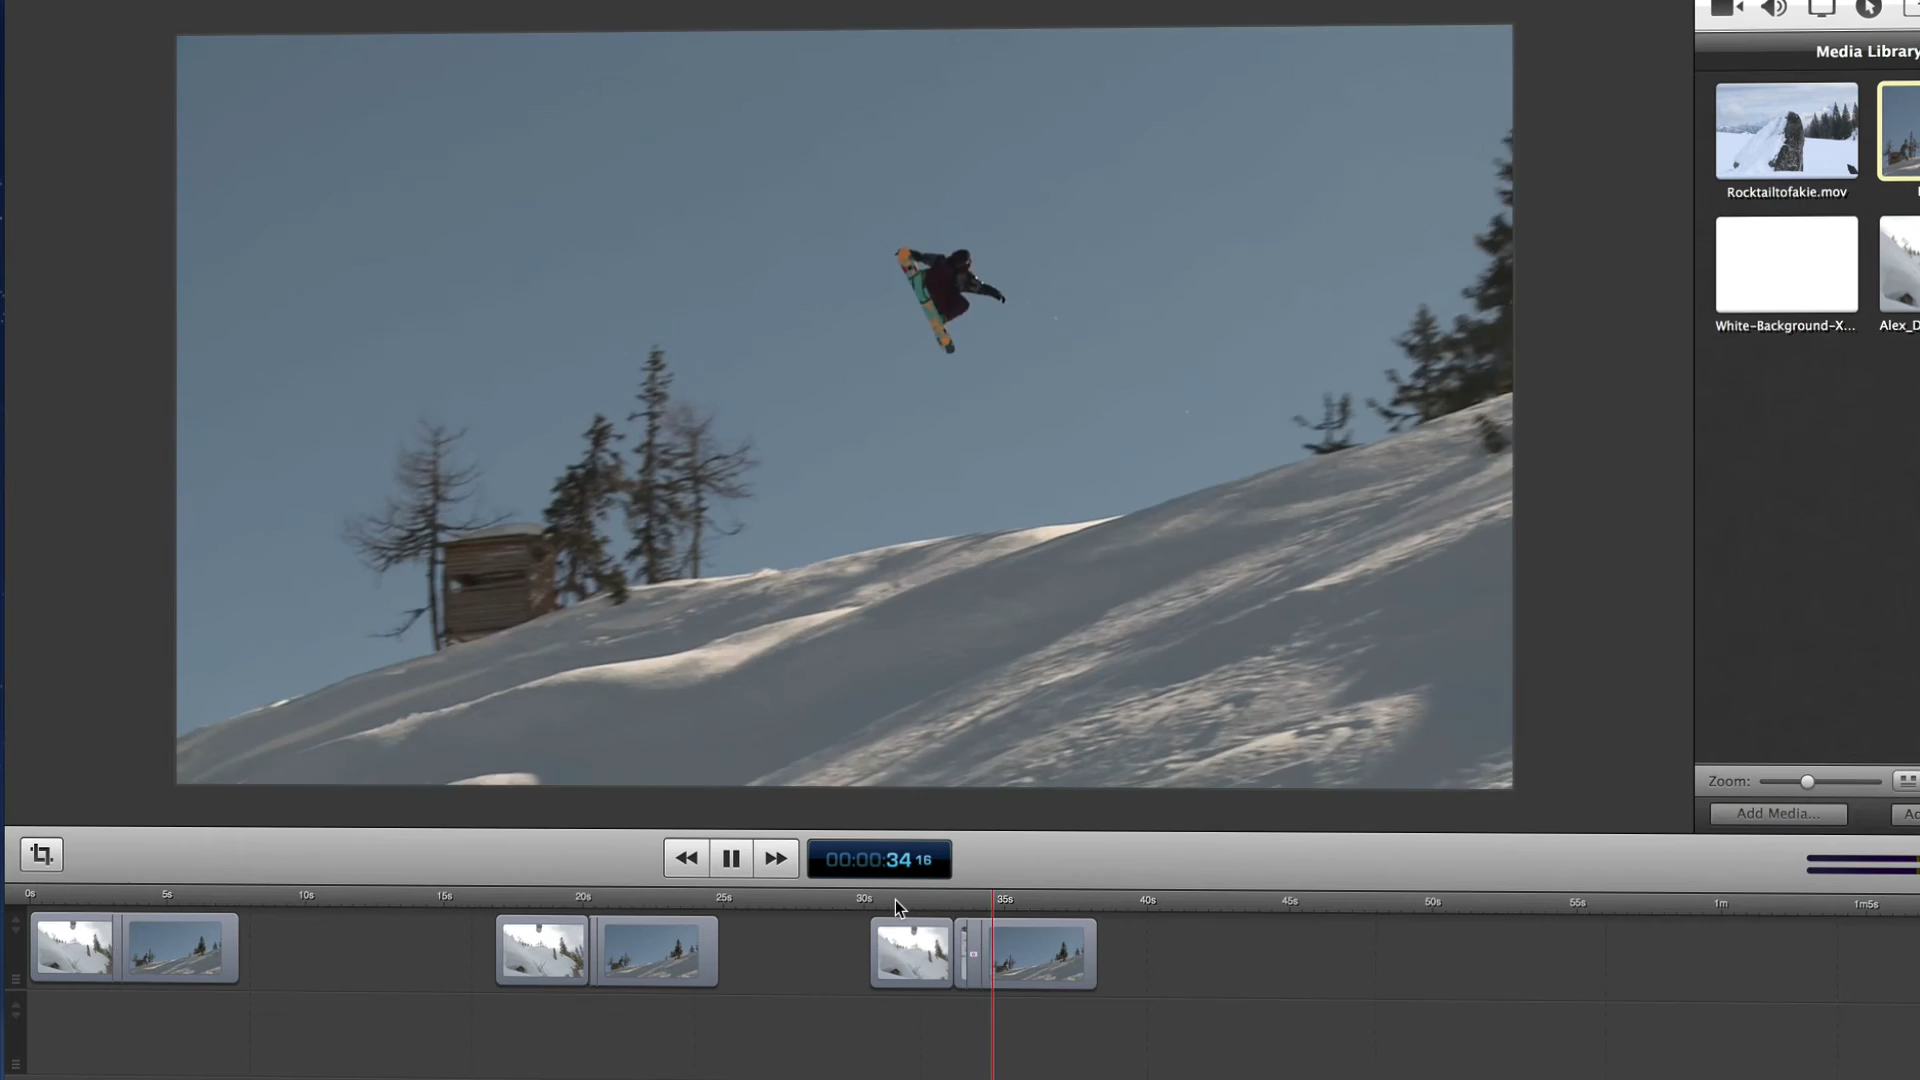 Media Library
Rocktailtofakie.mov
White-Background-X...
Alex_D
Zoom:
Add Media...
00:00:34 16
0s 5s 10s 15s 20s 25s 30s 35s 40s 45s 50s 55s 1m 1m5s